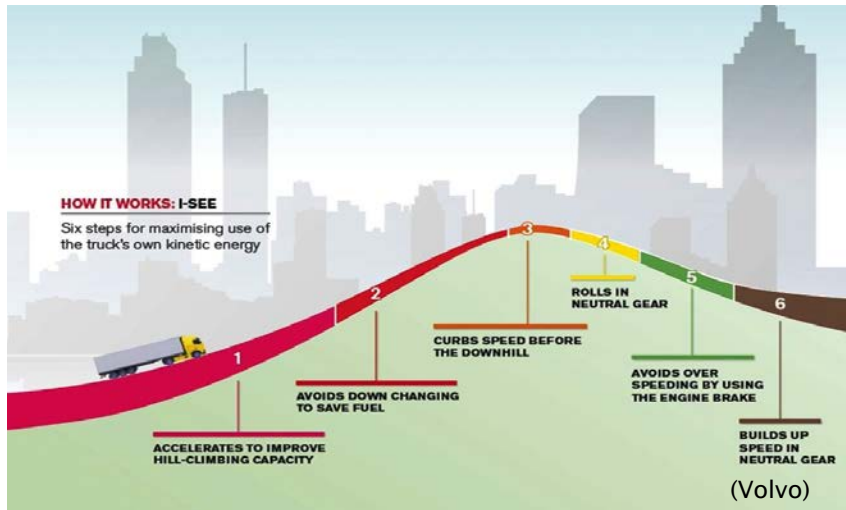 HOW IT WORKS: I-SEE
Six steps for maximising use of
the truck's own kinetic energy
1
ACCELERATES TO IMPROVE
HILL-CLIMBING CAPACITY
2
AVOIDS DOWN CHANGING
TO SAVE FUEL
3
CURBS SPEED BEFORE
THE DOWNHILL
4
ROLLS IN
NEUTRAL GEAR
5
AVOIDS OVER
SPEEDING BY USING
THE ENGINE BRAKE
6
BUILDS UP
SPEED IN
NEUTRAL GEAR
(Volvo)